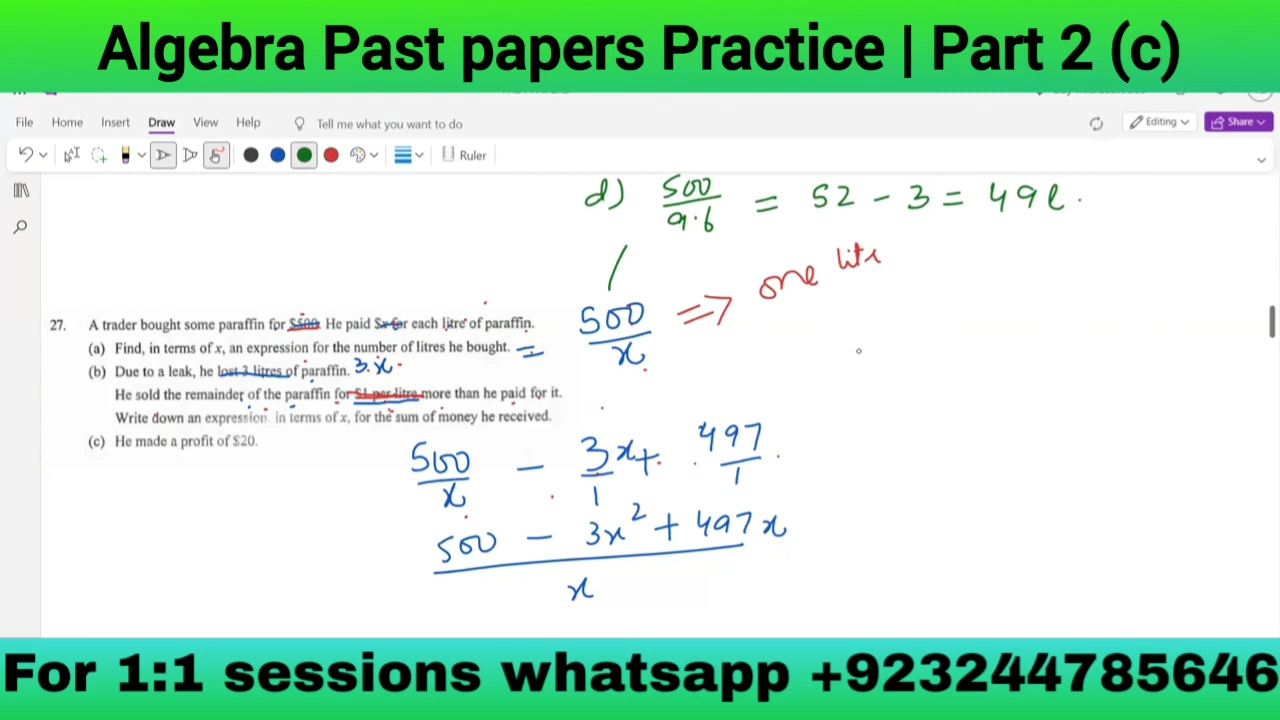 Algebra Past papers Practice | Part 2 (c)
File Home Insert Draw View Help Tell me what you want to do Editing Share
Ruler
d) 500/9.6 = 52 - 3 = 49l.
500/x => one litr
27. A trader bought some paraffin for $500. He paid $x for each litre of paraffin.
(a) Find, in terms of x, an expression for the number of litres he bought.
(b) Due to a leak, he lost 3 litres of paraffin. 3.x
He sold the remainder of the paraffin for $1 per litre more than he paid for it.
Write down an expression, in terms of x, for the sum of money he received.
(c) He made a profit of $20.
500/x - 3x/1 + 497/1
500 - 3x² + 497x
x
For 1:1 sessions whatsapp +923244785646